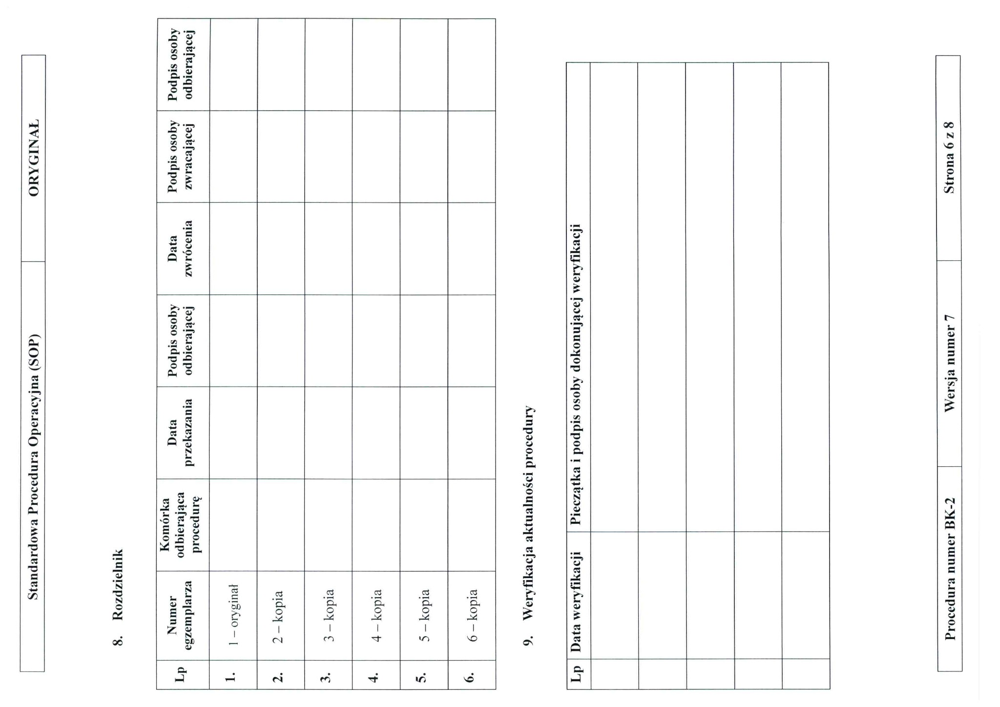 Standardowa Procedura Operacyjna (SOP) ORYGINAŁ
8. Rozdzielnik
Lp Numer egzemplarza Komórka odbierająca procedurę Data przekazania Podpis osoby odbierającej Data zwrócenia Podpis osoby zwracającej Podpis osoby odbierającej
1. 1 – oryginał
2. 2 – kopia
3. 3 – kopia
4. 4 – kopia
5. 5 – kopia
6. 6 – kopia
9. Weryfikacja aktualności procedury
Lp Data weryfikacji Pieczątka i podpis osoby dokonującej weryfikacji
Procedura numer BK-2 Wersja numer 7 Strona 6 z 8